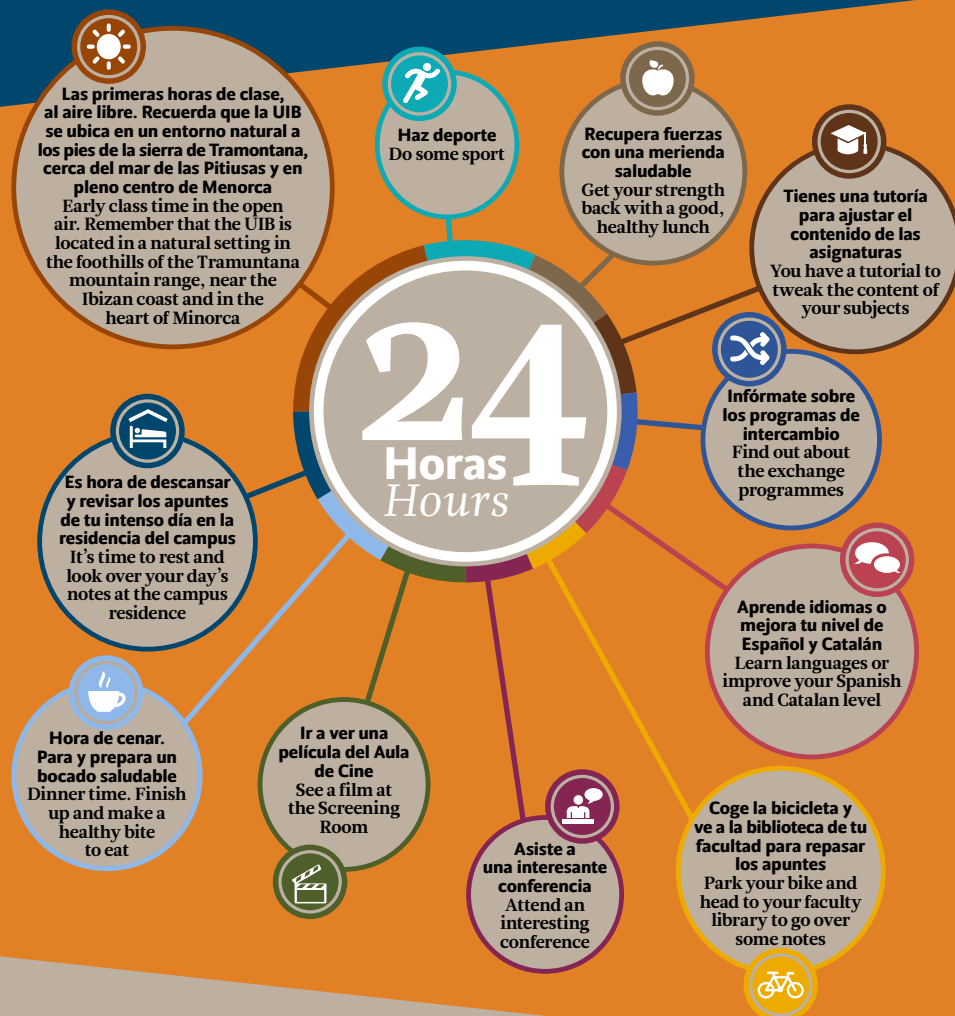 Las primeras horas de clase,
al aire libre. Recuerda que la UIB
se ubica en un entorno natural a
los pies de la sierra de Tramontana,
cerca del mar de las Pitiusas y en
pleno centro de Menorca
Early class time in the open
air. Remember that the UIB is
located in a natural setting in
the foothills of the Tramuntana
mountain range, near the
Ibizan coast and in the
heart of Minorca
Haz deporte
Do some sport
Recupera fuerzas
con una merienda
saludable
Get your strength
back with a good,
healthy lunch
Tienes una tutoría
para ajustar el
contenido de las
asignaturas
You have a tutorial to
tweak the content of
your subjects
Infórmate sobre
los programas de
intercambio
Find out about
the exchange
programmes
Aprende idiomas o
mejora tu nivel de
Español y Catalán
Learn languages or
improve your Spanish
and Catalan level
Coge la bicicleta y
ve a la biblioteca de tu
facultad para repasar
los apuntes
Park your bike and
head to your faculty
library to go over
some notes
Asiste a
una interesante
conferencia
Attend an
interesting
conference
Ir a ver una
película del Aula
de Cine
See a film at
the Screening
Room
Hora de cenar.
Para y prepara un
bocado saludable
Dinner time. Finish
up and make a
healthy bite
to eat
Es hora de descansar
y revisar los apuntes
de tu intenso día en la
residencia del campus
It's time to rest and
look over your day's
notes at the campus
residence
24
Horas
Hours